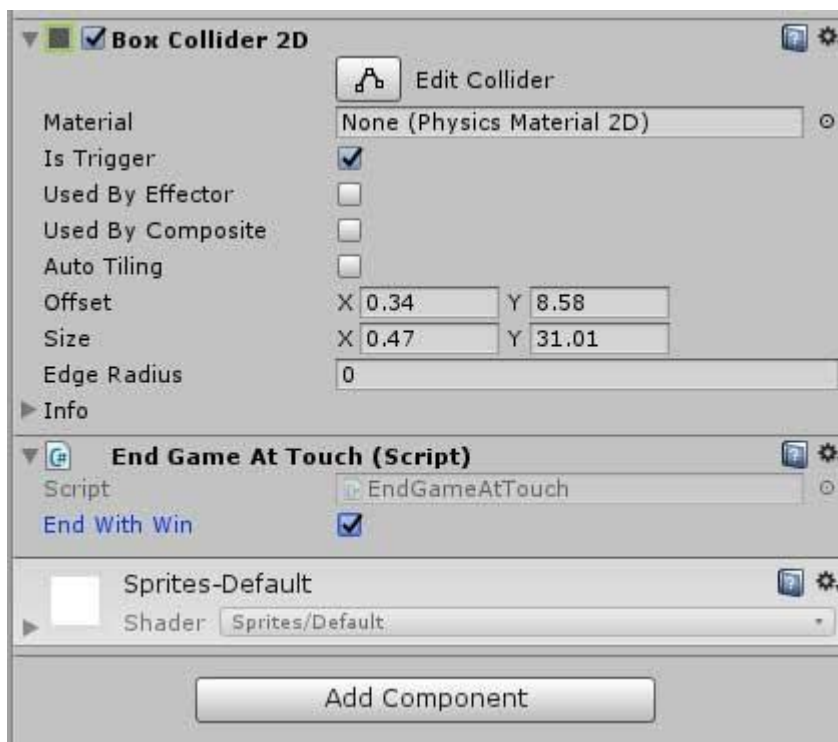 Box Collider 2D
Edit Collider
Material None (Physics Material 2D)
Is Trigger
Used By Effector
Used By Composite
Auto Tiling
Offset X 0.34 Y 8.58
Size X 0.47 Y 31.01
Edge Radius 0
Info
C# End Game At Touch (Script)
Script EndGameAtTouch
End With Win
Sprites-Default
Shader Sprites/Default
Add Component